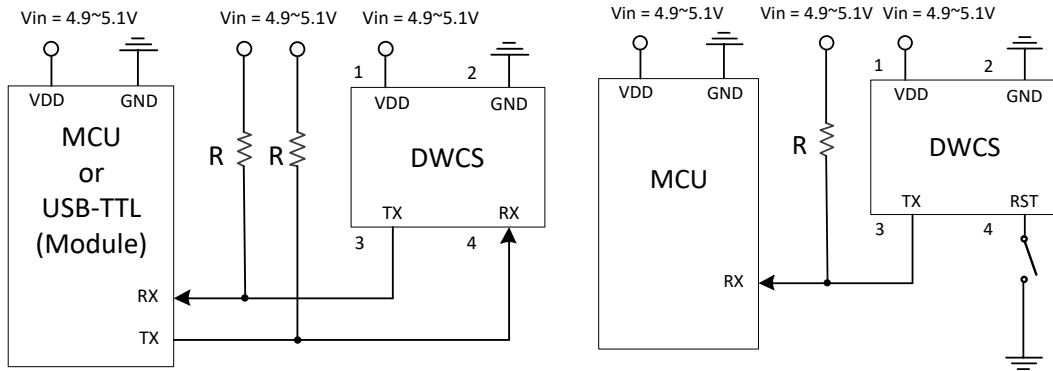 Vin = 4.9~5.1V
Vin = 4.9~5.1V
Vin = 4.9~5.1V
1
2
VDD
GND
VDD
GND
MCU
or
USB-TTL
(Module)
R
R
DWCS
TX
RX
3
4
RX
TX
Vin = 4.9~5.1V
Vin = 4.9~5.1V
Vin = 4.9~5.1V
1
2
VDD
GND
VDD
GND
MCU
R
DWCS
TX
RST
3
4
RX